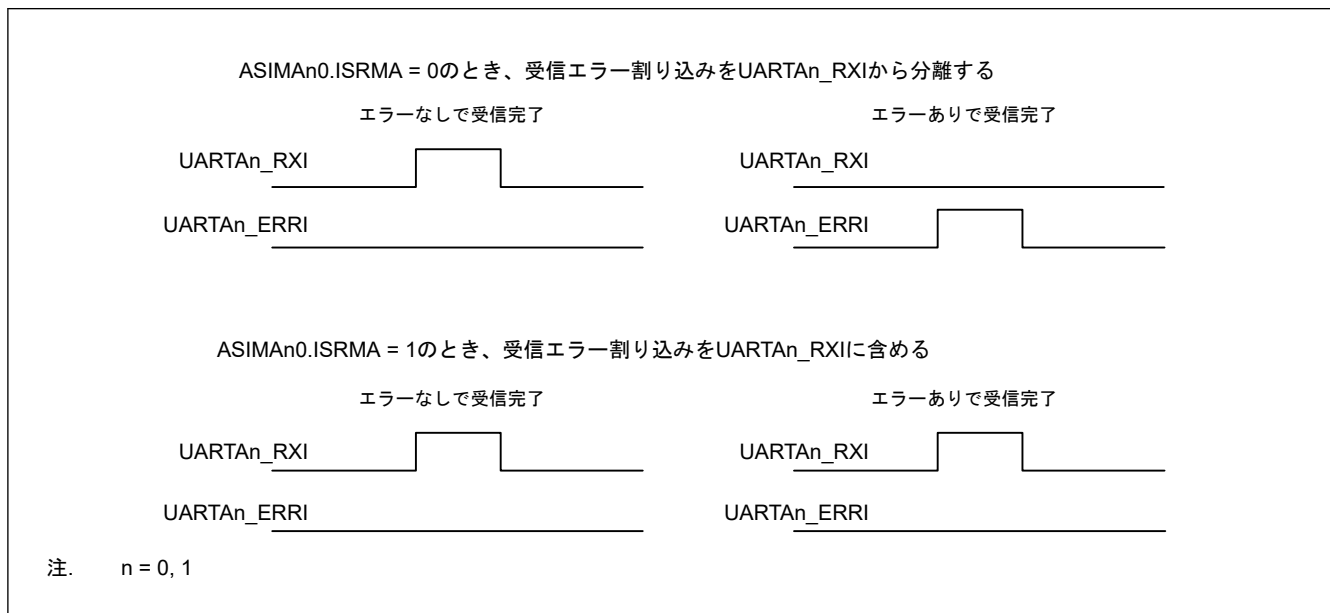 ASIMAn0.ISRMA = 0のとき、受信エラー割り込みをUARTAn_RXIから分離する
エラーなしで受信完了
エラーありで受信完了
UARTAn_RXI
UARTAn_RXI
UARTAn_ERRI
UARTAn_ERRI
ASIMAn0.ISRMA = 1のとき、受信エラー割り込みをUARTAn_RXIに含める
エラーなしで受信完了
エラーありで受信完了
UARTAn_RXI
UARTAn_RXI
UARTAn_ERRI
UARTAn_ERRI
注. n = 0, 1